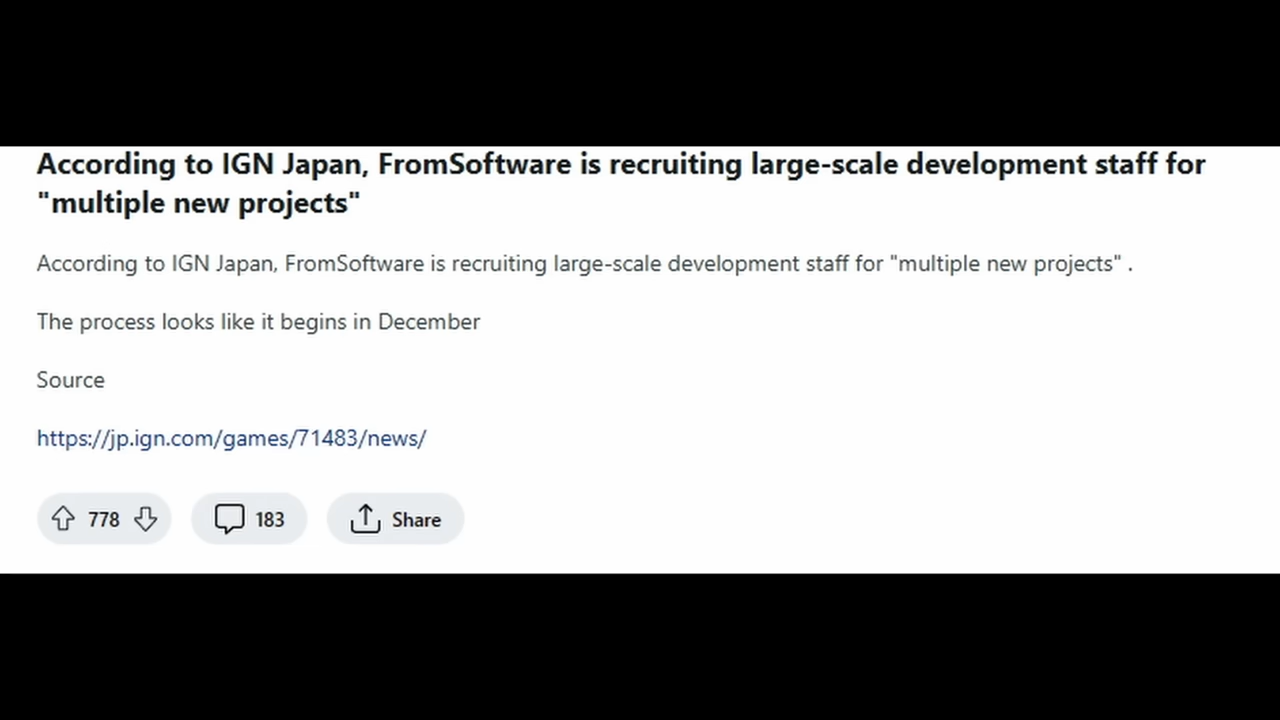 According to IGN Japan, FromSoftware is recruiting large-scale development staff for
"multiple new projects"
According to IGN Japan, FromSoftware is recruiting large-scale development staff for "multiple new projects" .
The process looks like it begins in December
Source
https://jp.ign.com/games/71483/news/
778 183 Share